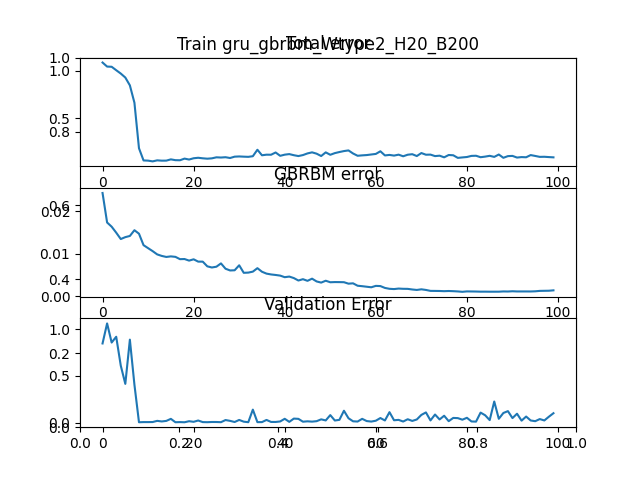 Train gru_gbrbm_Wtype2_H20_B200
Total error
1.0
1.0
0.5
0.8
0 20 40 60 80 100
GBRBM error
0.6
0.02
0.01
0.4
0.00
0 20 40 60 80 100
Validation Error
1.0
0.2
0.5
0.0
0.0
0 20 40 60 80 100
0.0 0.2 0.4 0.6 0.8 1.0